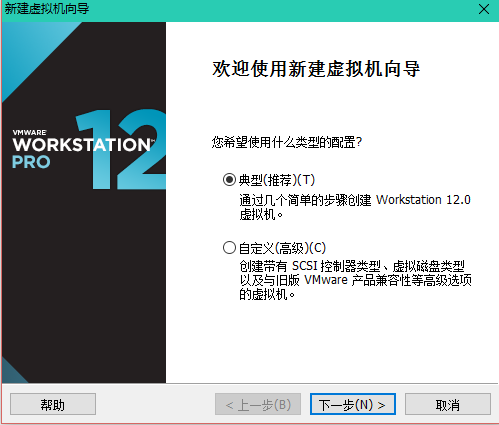 新建虚拟机向导
欢迎使用新建虚拟机向导
VMWARE
WORKSTATION™
PRO
12
您希望使用什么类型的配置?
典型(推荐)(T)
通过几个简单的步骤创建 Workstation 12.0
虚拟机。
自定义(高级)(C)
创建带有 SCSI 控制器类型、虚拟磁盘类型
以及与旧版 VMware 产品兼容性等高级选项
的虚拟机。
帮助
< 上一步(B)
下一步(N) >
取消